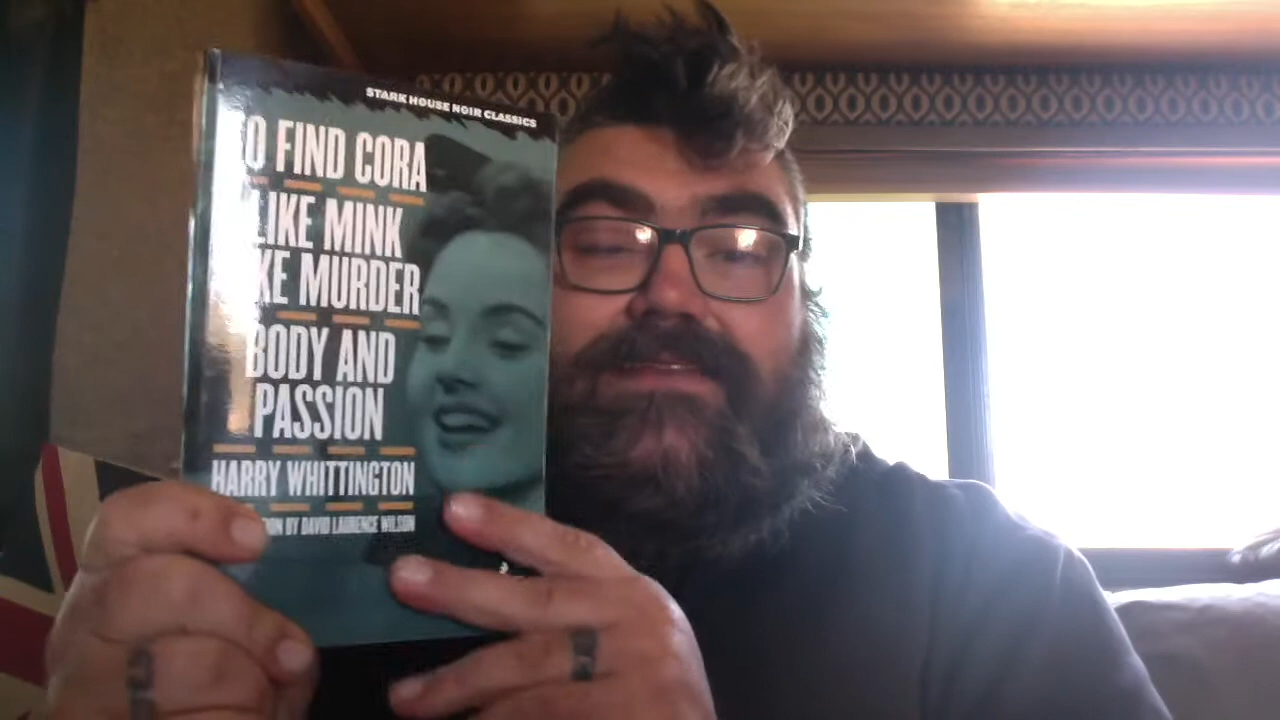 STARK HOUSE NOIR CLASSICS
O FIND CORA
LIKE MINK
KE MURDER
BODY AND
PASSION
HARRY WHITTINGTON
ION BY DAVID LAURENCE WILSON